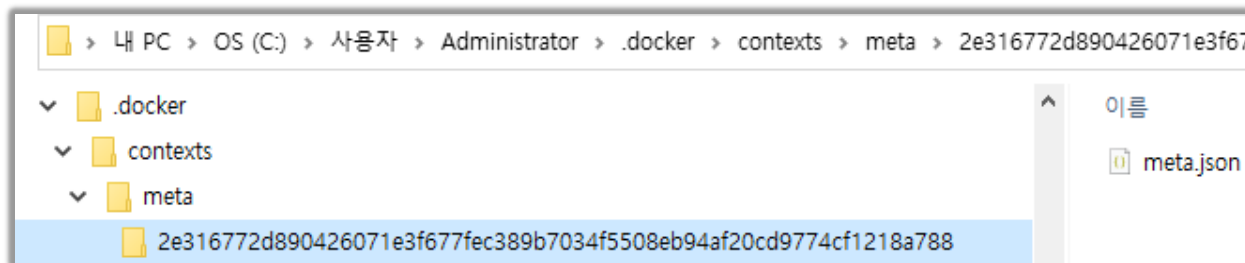 내 PC > OS (C:) > 사용자 > Administrator > .docker > contexts > meta > 2e316772d890426071e3f67
.docker
contexts
meta
2e316772d890426071e3f677fec389b7034f5508eb94af20cd9774cf1218a788
이름
meta.json